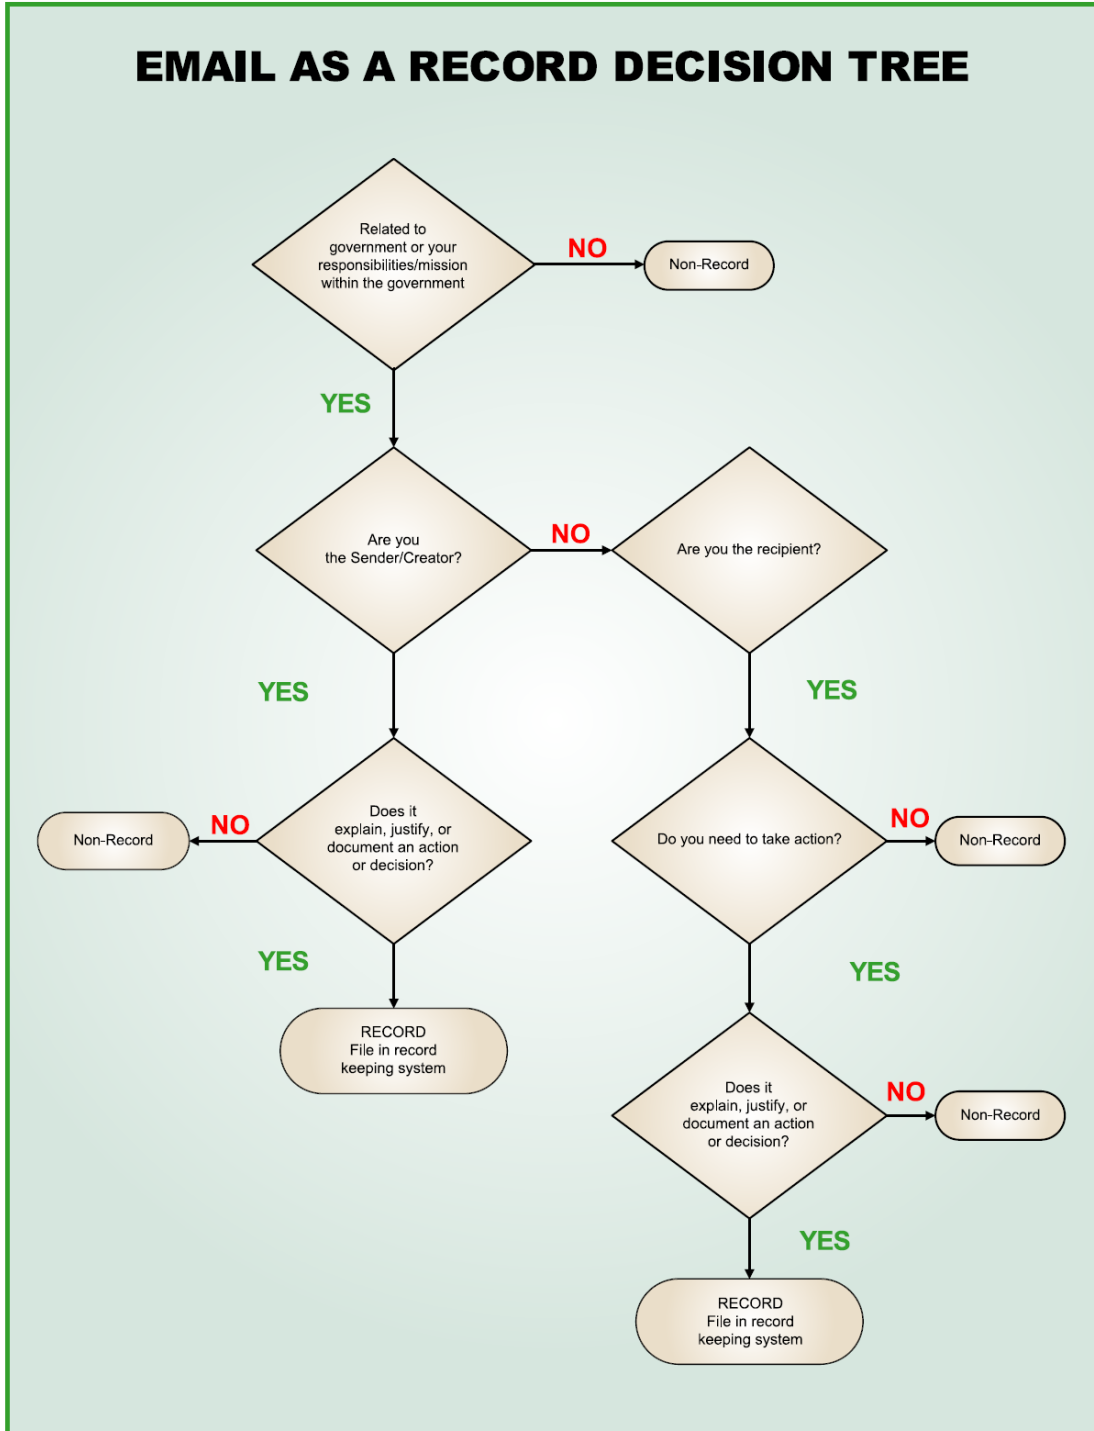 EMAIL AS A RECORD DECISION TREE
Related to
government or your
responsibilities/mission
within the government
NO
Non-Record
YES
Are you
the Sender/Creator?
NO
Are you the recipient?
YES
YES
Does it
explain, justify, or
document an action
or decision?
NO
Non-Record
Do you need to take action?
NO
Non-Record
YES
YES
RECORD
File in record
keeping system
Does it
explain, justify, or
document an action
or decision?
NO
Non-Record
YES
RECORD
File in record
keeping system